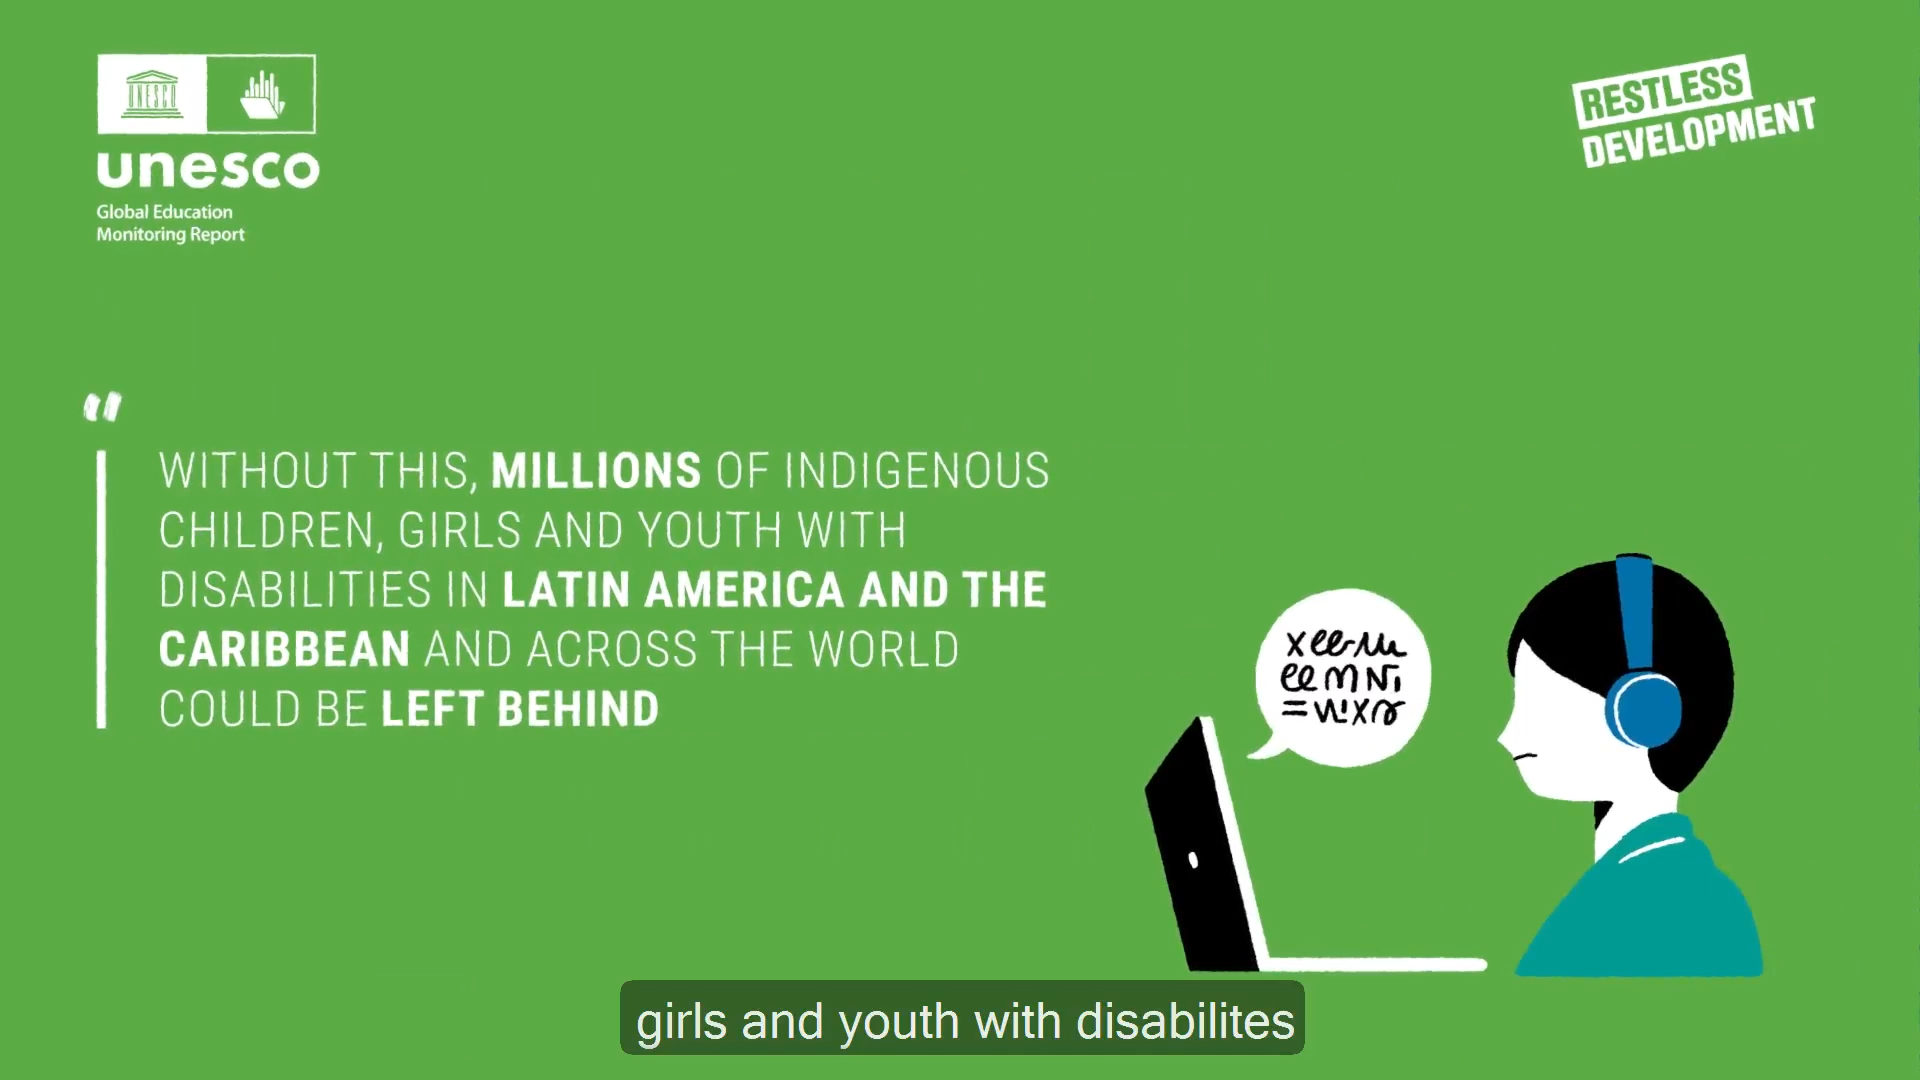 UNESCO
unesco
Global Education
Monitoring Report
RESTLESS
DEVELOPMENT
“
WITHOUT THIS, MILLIONS OF INDIGENOUS
CHILDREN, GIRLS AND YOUTH WITH
DISABILITIES IN LATIN AMERICA AND THE
CARIBBEAN AND ACROSS THE WORLD
COULD BE LEFT BEHIND
girls and youth with disabilites